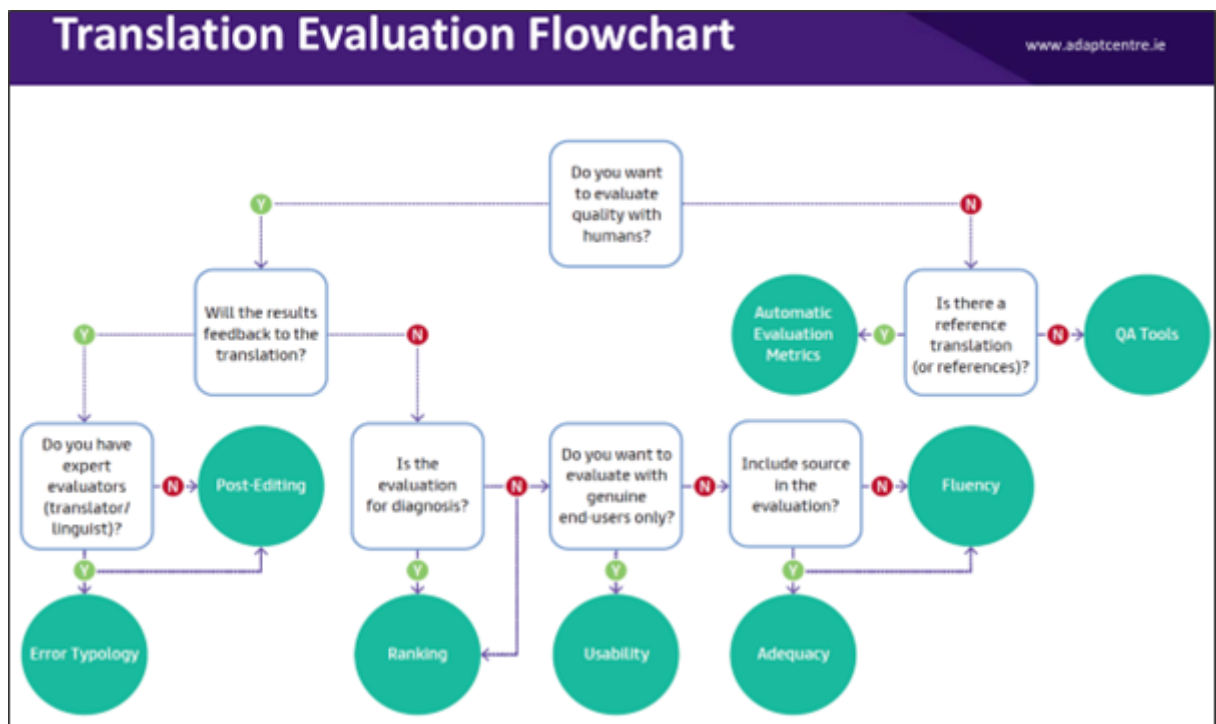 Translation Evaluation Flowchart
www.adaptcentre.ie
Do you want
to evaluate
quality with
humans?
Y
N
Will the results
feedback to the
translation?
Automatic
Evaluation
Metrics
Y
Is there a
reference
translation
(or references)?
N
QA Tools
Y
N
Do you have
expert
evaluators
(translator/
linguist)?
N
Post-Editing
Is the
evaluation
for diagnosis?
N
Do you want to
evaluate with
genuine
end-users only?
N
Include source
in the
evaluation?
N
Fluency
Y
Y
Y
Y
Error Typology
Ranking
Usability
Adequacy